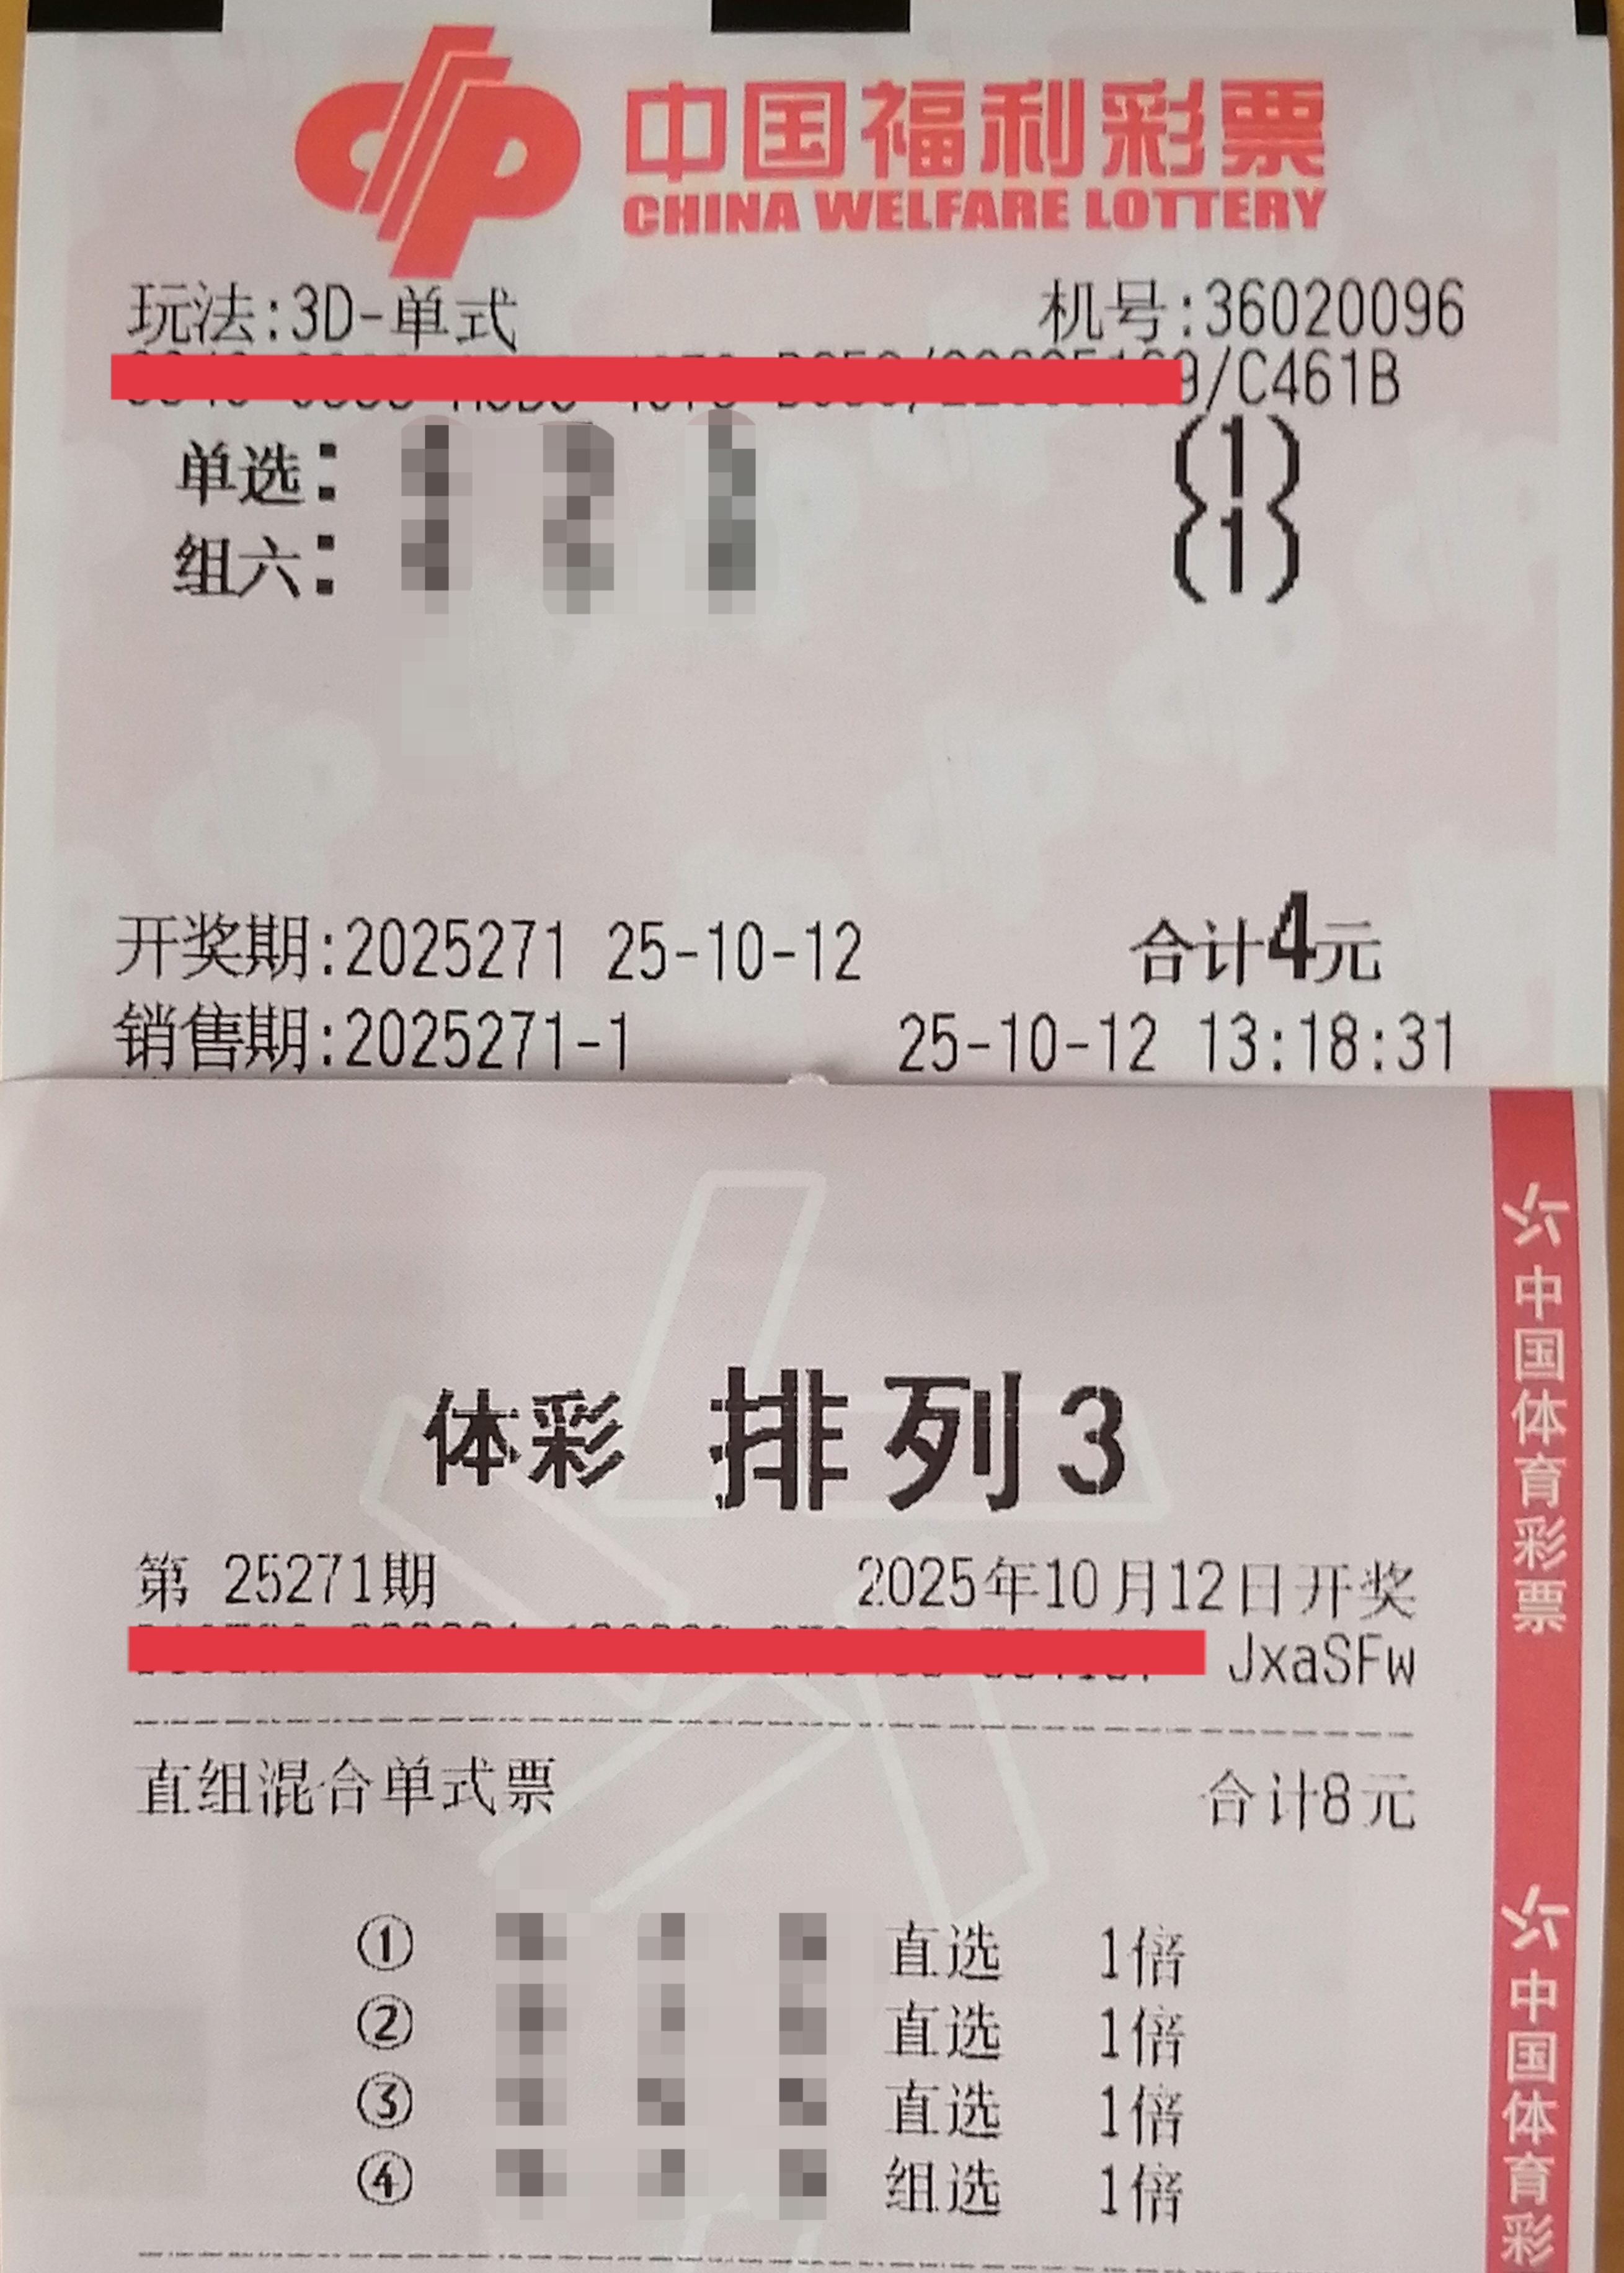 中国福利彩票
CHINA WELFARE LOTTERY
玩法:3D-单式 机号:36020096
9/C461B
单选: (1)
组六: (1)
开奖期:2025271 25-10-12 合计4元
销售期:2025271-1 25-10-12 13:18:31
体彩 排列3
第 25271期 2025年10月12日开奖
JxaSFw
直组混合单式票 合计8元
① 直选 1倍
② 直选 1倍
③ 直选 1倍
④ 组选 1倍
中国体育彩票
中国体育彩